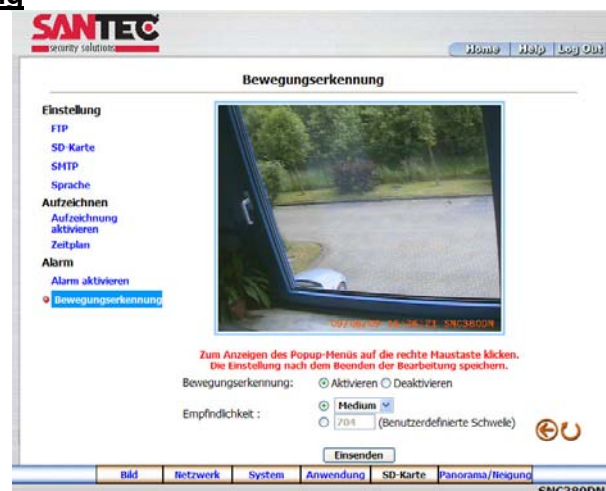 ng
SANTEC
security solutions
Home | Help | Log Out
Bewegungserkennung
Einstellung
FTP
SD-Karte
SMTP
Sprache
Aufzeichnen
Aufzeichnung
aktivieren
Zeitplan
Alarm
Alarm aktivieren
Bewegungserkennung
SNC3800N
Zum Anzeigen des Popup-Menüs auf die rechte Maustaste klicken.
Die Einstellung nach dem Beenden der Bearbeitung speichern.
Bewegungserkennung: Aktivieren Deaktivieren
Empfindlichkeit :
Medium
704 (Benutzerdefinierte Schwelle)
Einsenden
Bild Netzwerk System Anwendung SD-Karte Panorama/Neigung